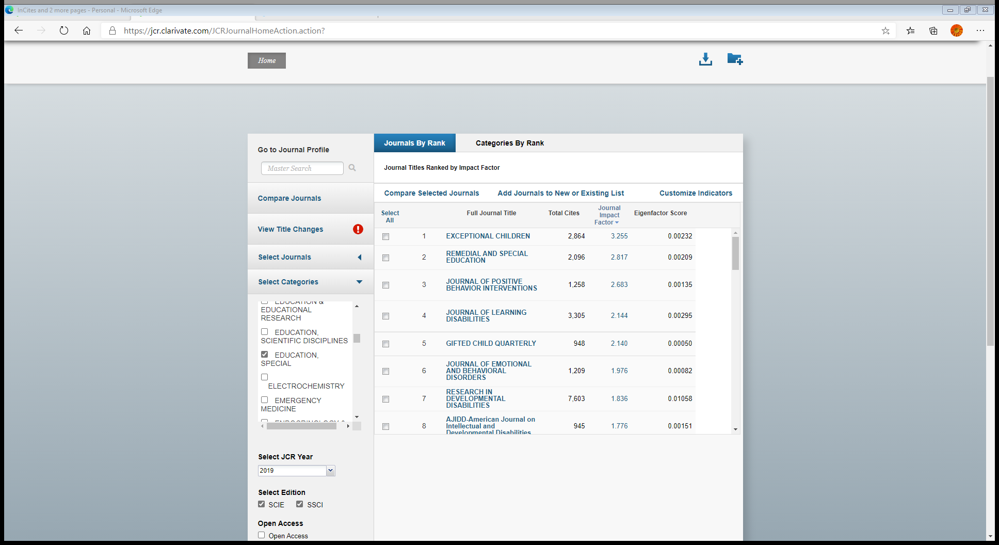 InCites and 2 more pages - Personal - Microsoft Edge
https://jcr.clarivate.com/JCRJournalHomeAction.action?
Home
Go to Journal Profile
Master Search
Compare Journals
View Title Changes
Select Journals
Select Categories
EDUCATION &
EDUCATIONAL
RESEARCH
EDUCATION,
SCIENTIFIC DISCIPLINES
EDUCATION,
SPECIAL
ELECTROCHEMISTRY
EMERGENCY
MEDICINE
ENDOCRINOLOGY &
Select JCR Year
2019
Select Edition
SCIE SSCI
Open Access
Open Access
Journals By Rank Categories By Rank
Journal Titles Ranked by Impact Factor
Compare Selected Journals Add Journals to New or Existing List Customize Indicators
Select
All
Full Journal Title
Total Cites
Journal
Impact
Factor
Eigenfactor Score
1 EXCEPTIONAL CHILDREN 2,864 3.255 0.00232
2 REMEDIAL AND SPECIAL
EDUCATION 2,096 2.817 0.00209
3 JOURNAL OF POSITIVE
BEHAVIOR INTERVENTIONS 1,258 2.683 0.00135
4 JOURNAL OF LEARNING
DISABILITIES 3,305 2.144 0.00295
5 GIFTED CHILD QUARTERLY 948 2.140 0.00050
JOURNAL OF EMOTIONAL
6 AND BEHAVIORAL 1,209 1.976 0.00082
DISORDERS
RESEARCH IN
7 DEVELOPMENTAL 7,603 1.836 0.01058
DISABILITIES
AJIDD-American Journal on
8 Intellectual and 945 1.776 0.00151
Developmental Disabilities